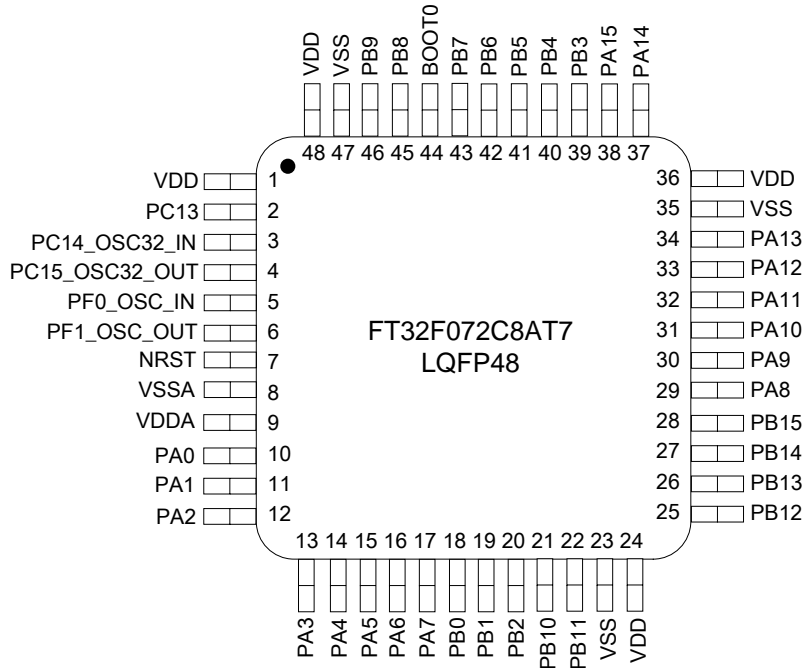 VDD
VSS
PB9
PB8
BOOT0
PB7
PB6
PB5
PB4
PB3
PA15
PA14
48 47 46 45 44 43 42 41 40 39 38 37
VDD 1
PC13 2
PC14_OSC32_IN 3
PC15_OSC32_OUT 4
PF0_OSC_IN 5
PF1_OSC_OUT 6
NRST 7
VSSA 8
VDDA 9
PA0 10
PA1 11
PA2 12
FT32F072C8AT7
LQFP48
36 VDD
35 VSS
34 PA13
33 PA12
32 PA11
31 PA10
30 PA9
29 PA8
28 PB15
27 PB14
26 PB13
25 PB12
13 14 15 16 17 18 19 20 21 22 23 24
PA3
PA4
PA5
PA6
PA7
PB0
PB1
PB2
PB10
PB11
VSS
VDD